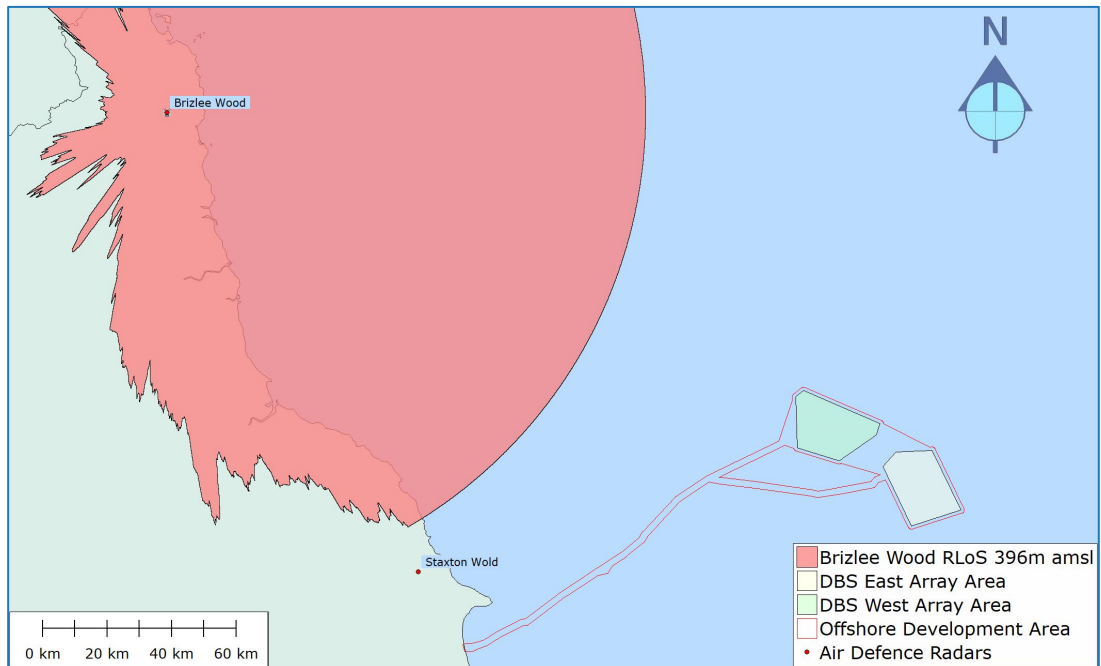 N
Brizlee Wood
Staxton Wold
Brizlee Wood RLoS 396m amsl
DBS East Array Area
DBS West Array Area
Offshore Development Area
Air Defence Radars
0 km 20 km 40 km 60 km